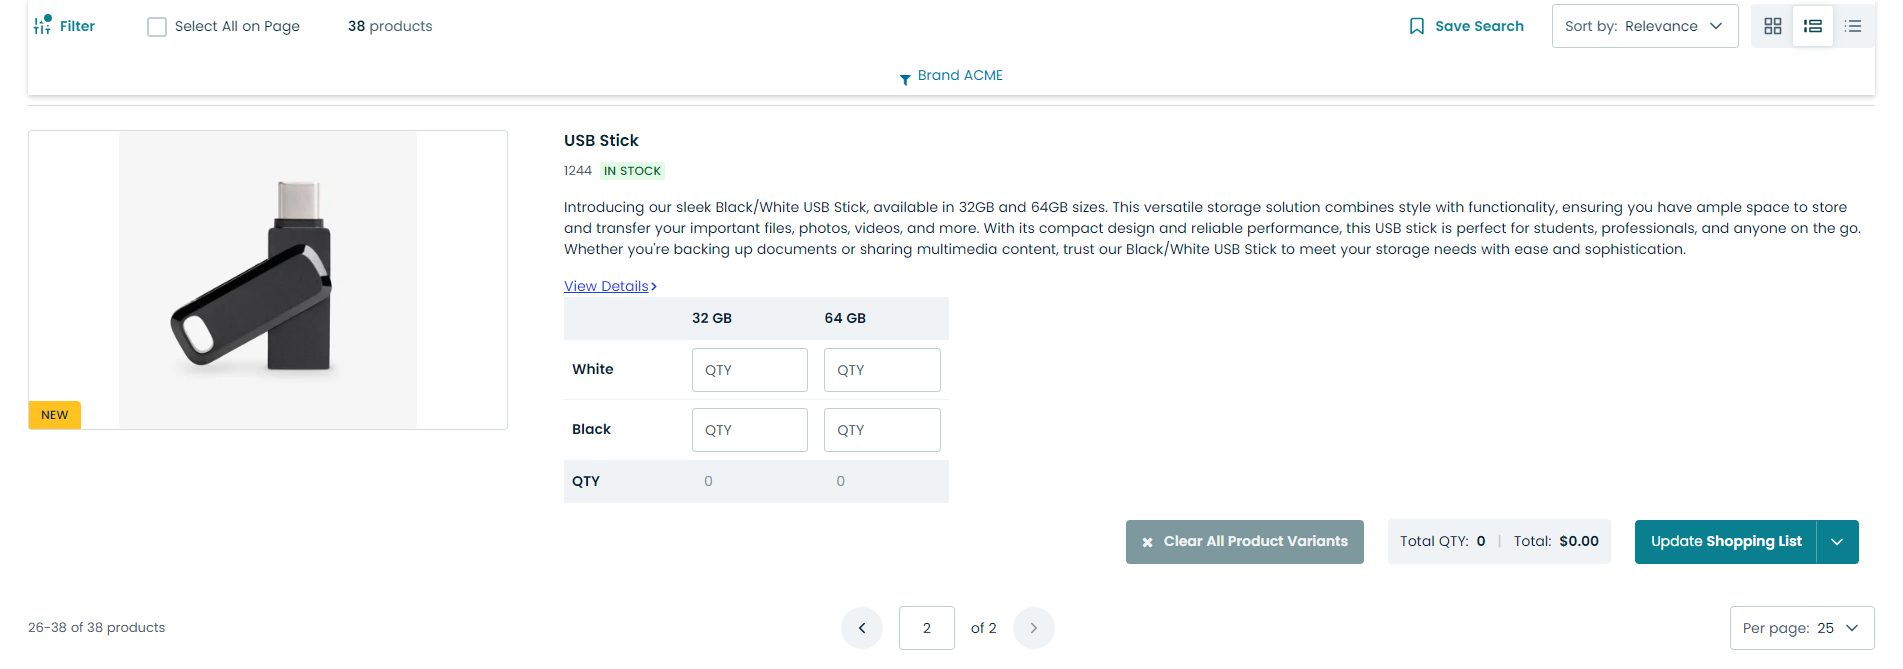 Filter
Select All on Page
38 products
Save Search
Sort by: Relevance
Brand ACME
USB Stick
1244 IN STOCK
Introducing our sleek Black/White USB Stick, available in 32GB and 64GB sizes. This versatile storage solution combines style with functionality, ensuring you have ample space to store
and transfer your important files, photos, videos, and more. With its compact design and reliable performance, this USB stick is perfect for students, professionals, and anyone on the go.
Whether you're backing up documents or sharing multimedia content, trust our Black/White USB Stick to meet your storage needs with ease and sophistication.
View Details
NEW
32 GB 64 GB
White QTY QTY
Black QTY QTY
QTY 0 0
Clear All Product Variants
Total QTY: 0 | Total: $0.00
Update Shopping List
26-38 of 38 products
2 of 2
Per page: 25